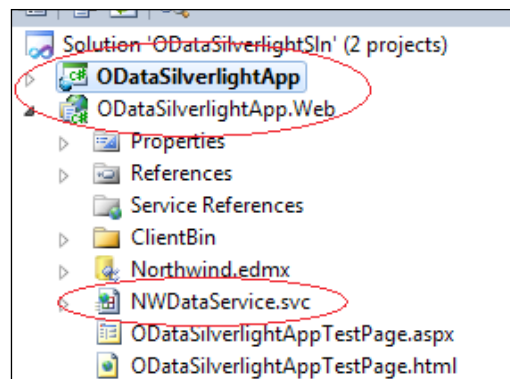 Solution 'ODataSilverlightSln' (2 projects)
ODataSilverlightApp
ODataSilverlightApp.Web
Properties
References
Service References
ClientBin
Northwind.edmx
NWDataService.svc
ODataSilverlightAppTestPage.aspx
ODataSilverlightAppTestPage.html